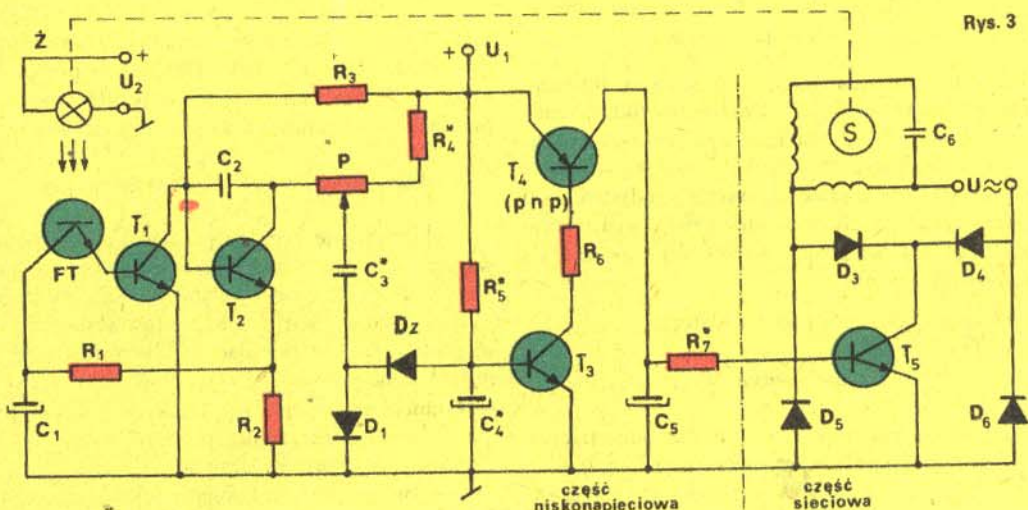 Rys. 3
Ż
+
U2
+ U1
R3
R4*
C2
P
T4
(p n p)
S
C6
U≈
T1
FT
T2
C3*
R5*
R6
D3
D4
Dz
R7*
T5
T3
R1
C1
R2
D1
C4*
C5
D5
D6
część
niskonapięciowa
część
sieciowa